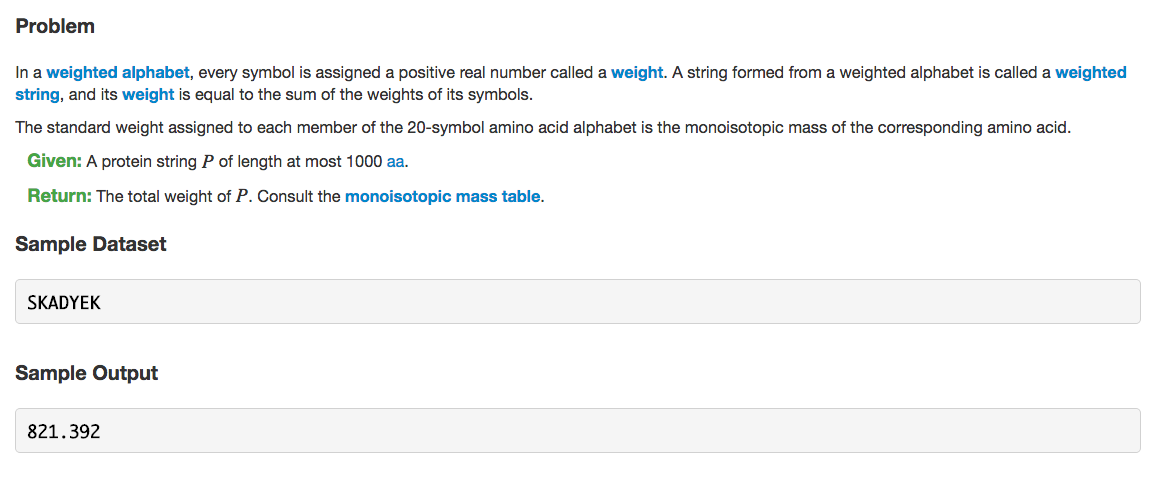 Problem
In a weighted alphabet, every symbol is assigned a positive real number called a weight. A string formed from a weighted alphabet is called a weighted
string, and its weight is equal to the sum of the weights of its symbols.
The standard weight assigned to each member of the 20-symbol amino acid alphabet is the monoisotopic mass of the corresponding amino acid.
Given: A protein string P of length at most 1000 aa.
Return: The total weight of P. Consult the monoisotopic mass table.
Sample Dataset
SKADYEK
Sample Output
821.392